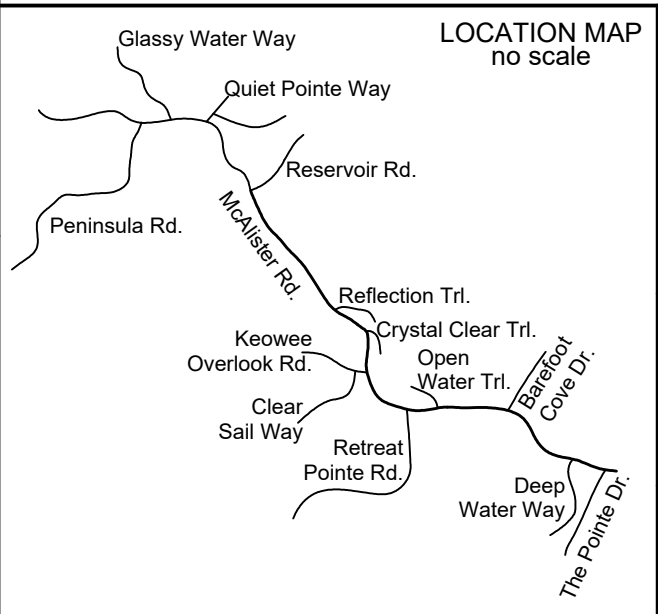 LOCATION MAP
no scale
Glassy Water Way
Quiet Pointe Way
Reservoir Rd.
Peninsula Rd.
McAlister Rd.
Reflection Trl.
Crystal Clear Trl.
Keowee
Overlook Rd.
Open
Water Trl.
Barefoot
Cove Dr.
Clear
Sail Way
Retreat
Pointe Rd.
Deep
Water Way
The Pointe Dr.